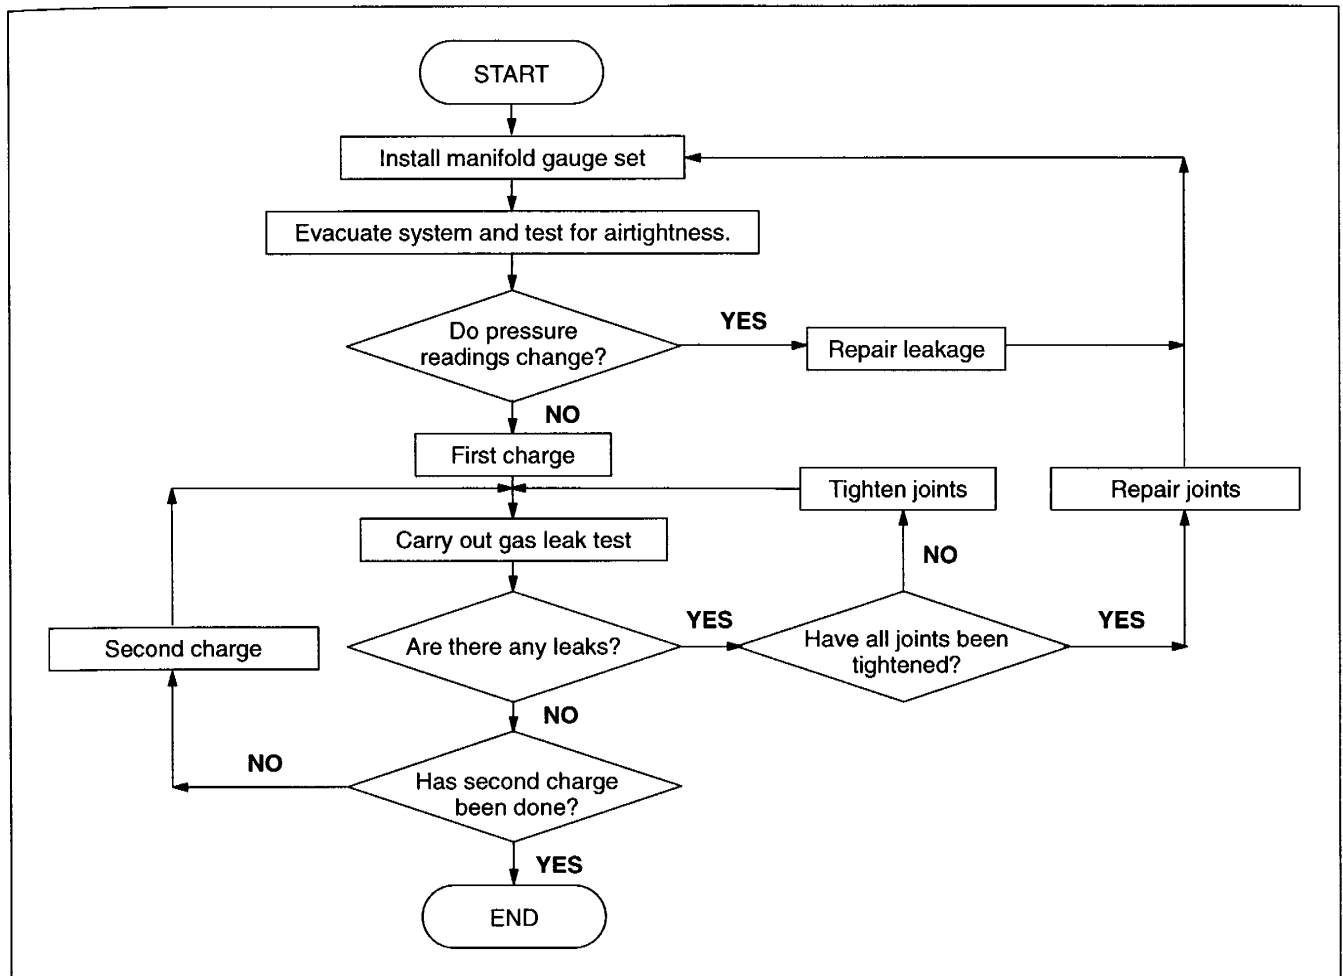 START
Install manifold gauge set
Evacuate system and test for airtightness.
Do pressure
readings change?
YES
Repair leakage
NO
First charge
Tighten joints
Repair joints
Carry out gas leak test
NO
Second charge
Are there any leaks?
YES
Have all joints been
tightened?
YES
NO
NO
Has second charge
been done?
YES
END